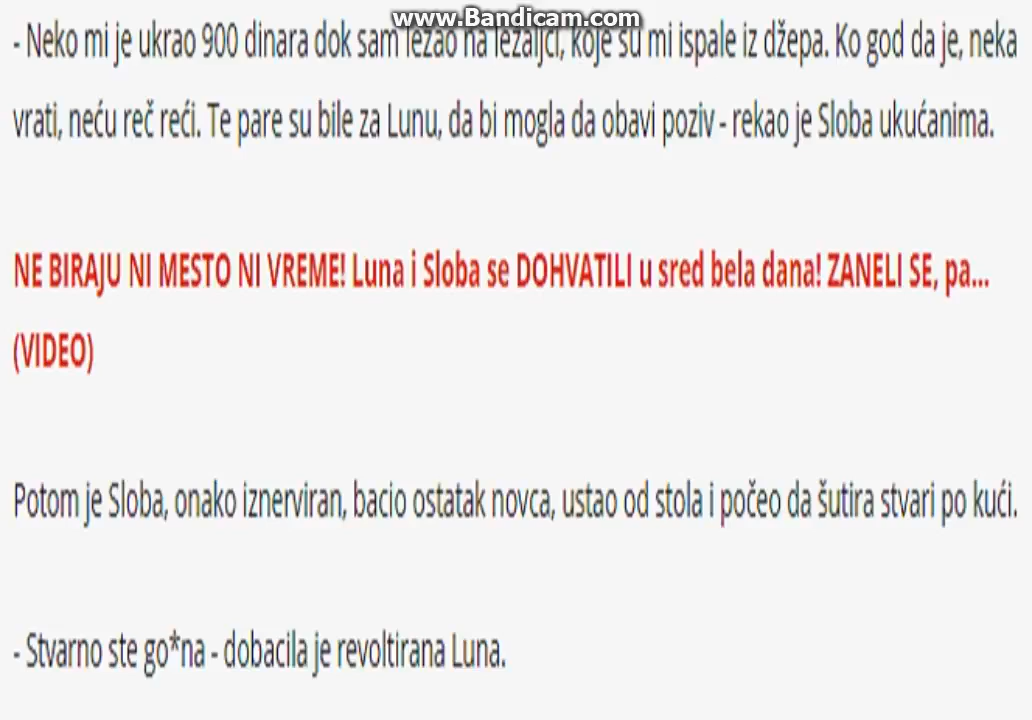 www.Bandicam.com
- Neko mi je ukrao 900 dinara dok sam ležao na ležaljci, koje su mi ispale iz džepa. Ko god da je, neka
vrati, neću reč reći. Te pare su bile za Lunu, da bi mogla da obavi poziv - rekao je Sloba ukućanima.
NE BIRAJU NI MESTO NI VREME! Luna i Sloba se DOHVATILI u sred bela dana! ZANELI SE, pa...
(VIDEO)
Potom je Sloba, onako iznerviran, bacio ostatak novca, ustao od stola i počeo da šutira stvari po kući.
- Stvarno ste go*na - dobacila je revoltirana Luna.